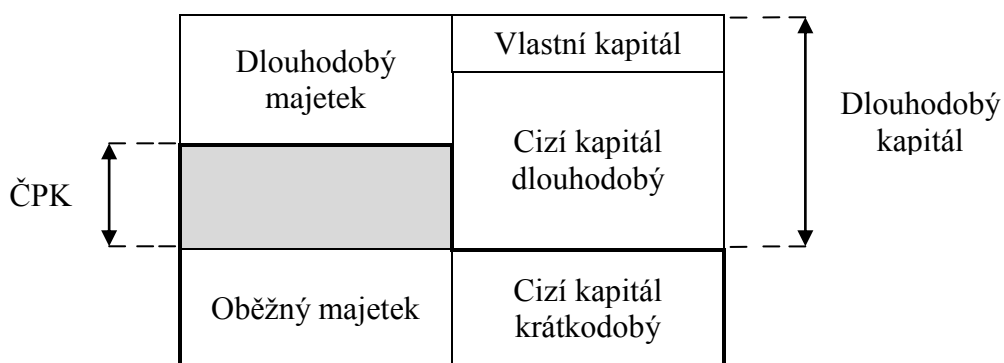 Dlouhodobý
majetek
Vlastní kapitál
Cizí kapitál
dlouhodobý
Dlouhodobý
kapitál
ČPK
Oběžný majetek
Cizí kapitál
krátkodobý